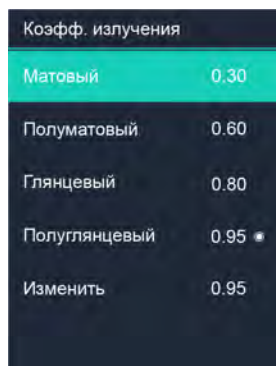 Коэфф. излучения
Матовый 0.30
Полуматовый 0.60
Глянцевый 0.80
Полуглянцевый 0.95
Изменить 0.95